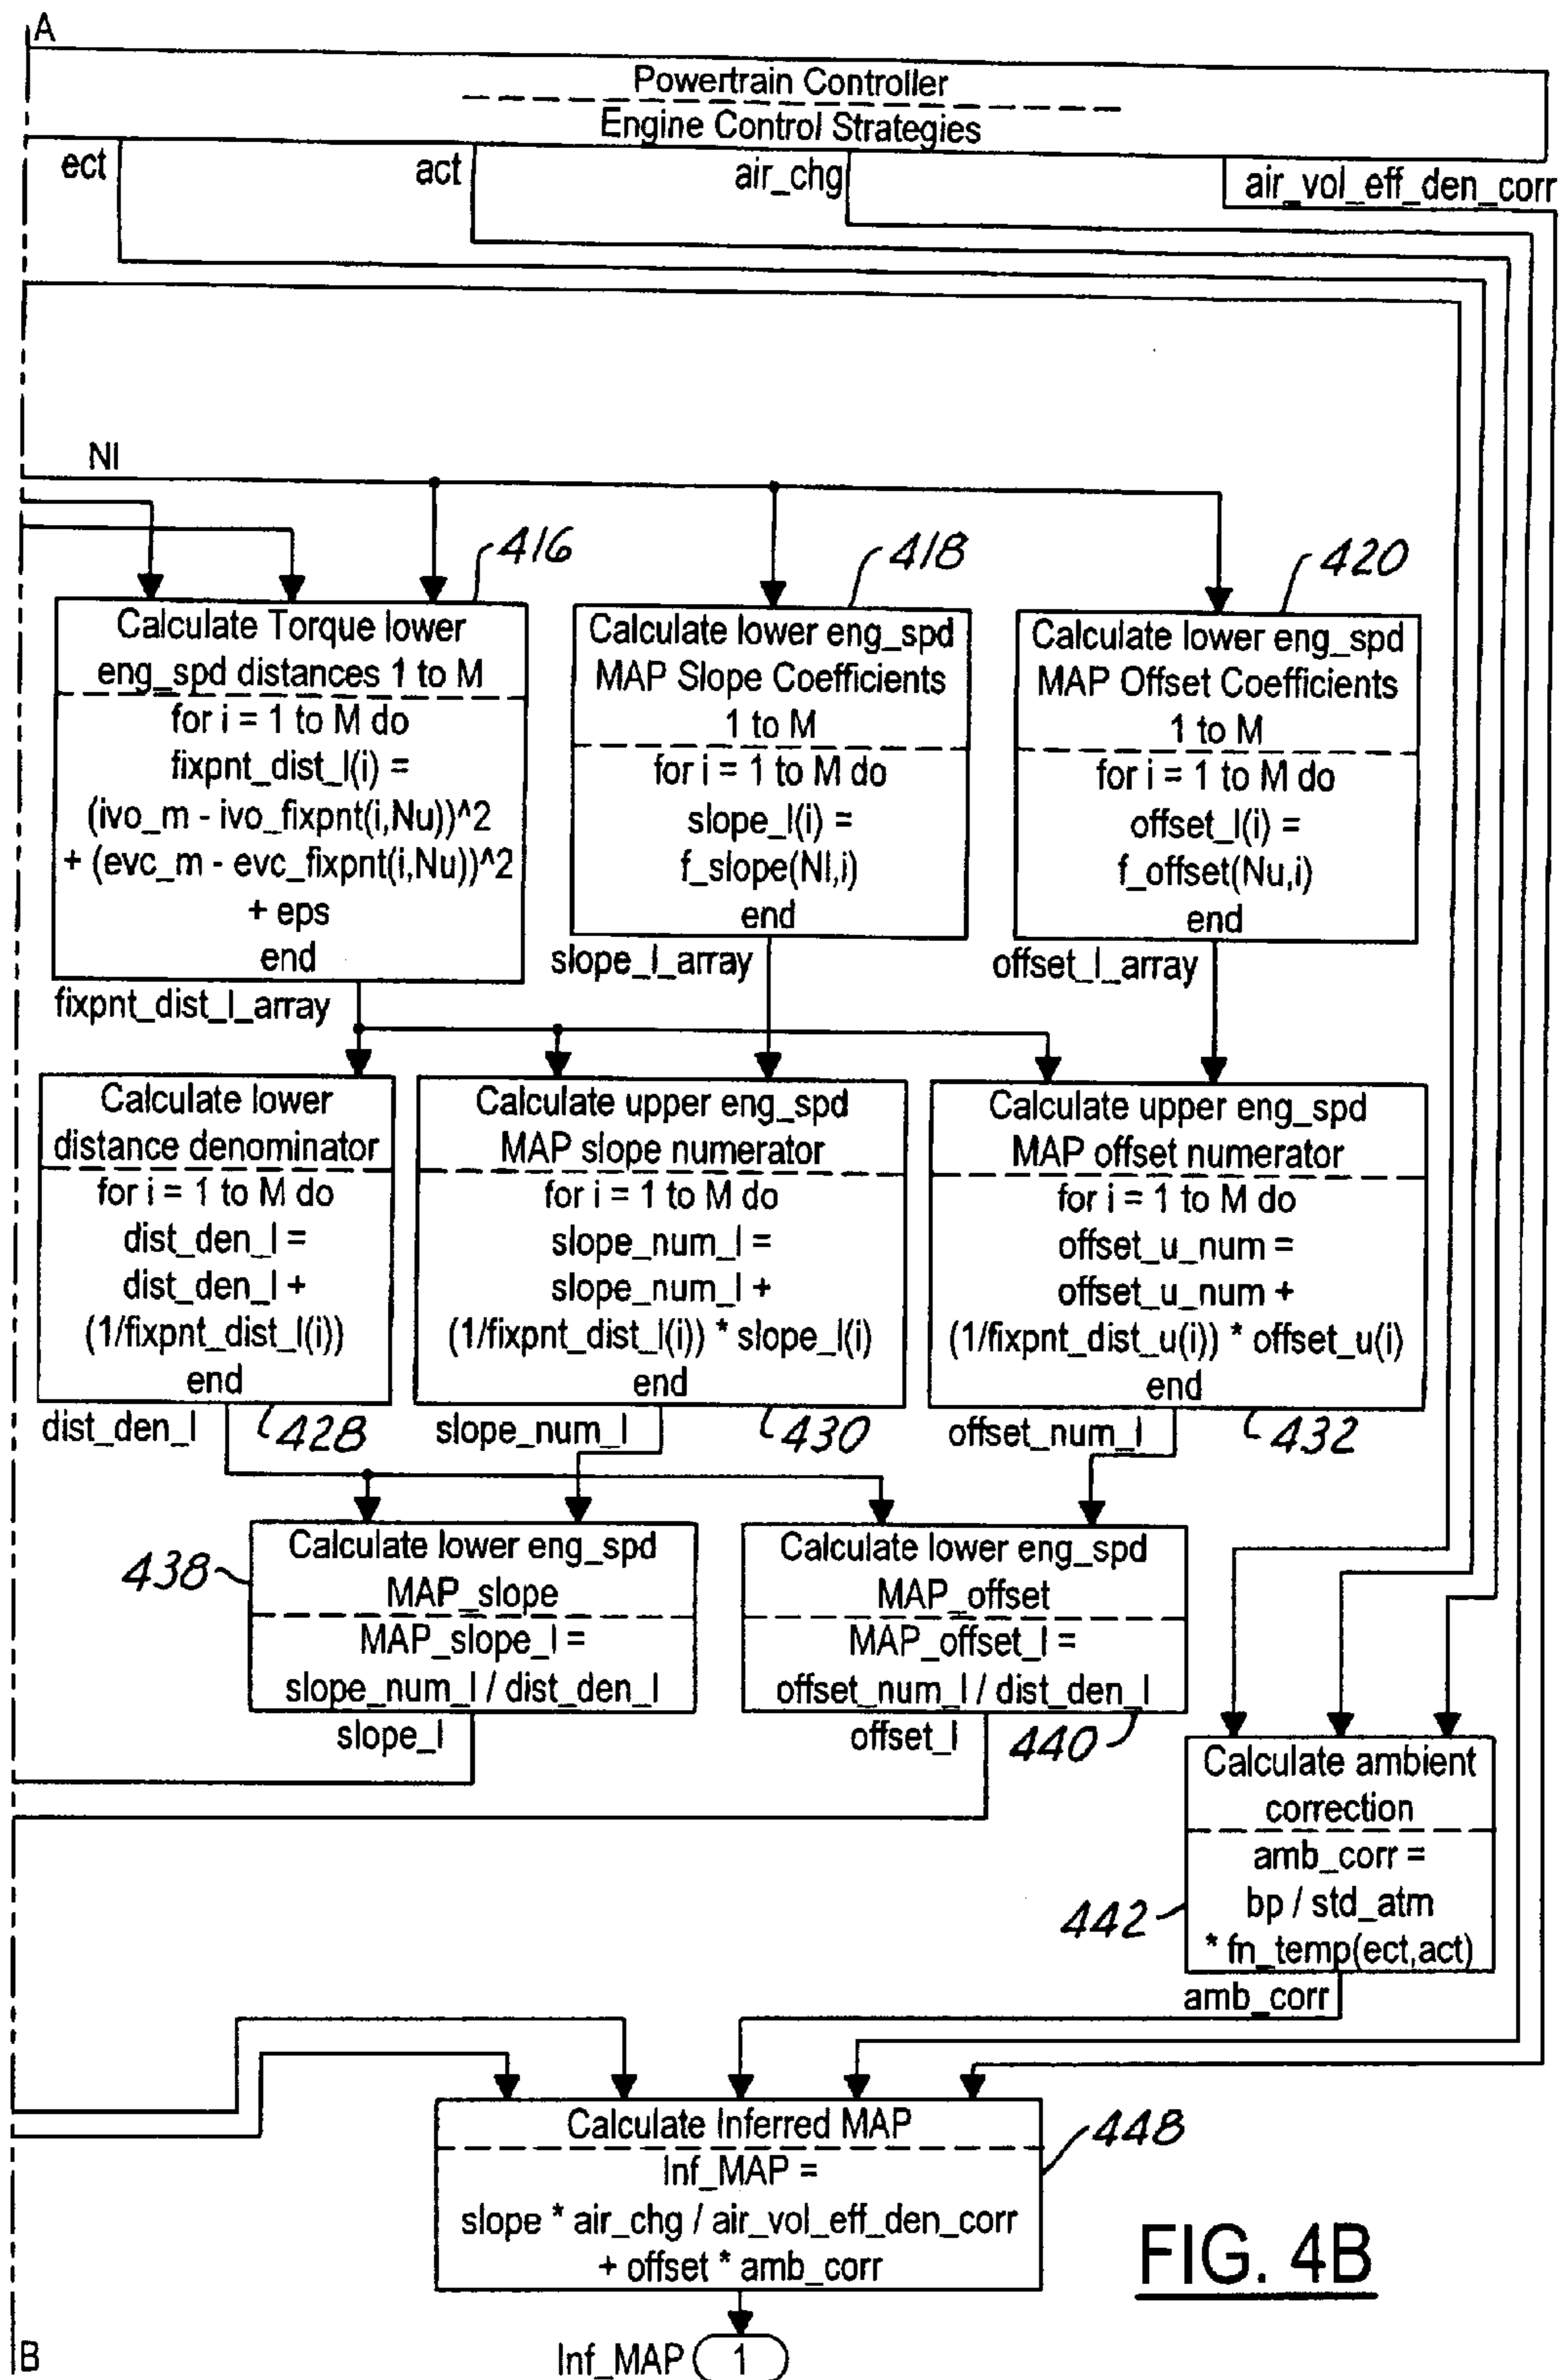 A
Powertrain Controller
Engine Control Strategies
ect
act
air_chg
air_vol_eff_den_corr
Nl
416
418
420
Calculate Torque lower
eng_spd distances 1 to M
for i = 1 to M do
fixpnt_dist_l(i) =
(ivo_m - ivo_fixpnt(i,Nu))^2
+ (evc_m - evc_fixpnt(i,Nu))^2
+ eps
end
fixpnt_dist_l_array
Calculate lower eng_spd
MAP Slope Coefficients
1 to M
for i = 1 to M do
slope_l(i) =
f_slope(Nl,i)
end
slope_l_array
Calculate lower eng_spd
MAP Offset Coefficients
1 to M
for i = 1 to M do
offset_l(i) =
f_offset(Nu,i)
end
offset_l_array
Calculate lower
distance denominator
for i = 1 to M do
dist_den_l =
dist_den_l +
(1/fixpnt_dist_l(i))
end
dist_den_l
428
Calculate upper eng_spd
MAP slope numerator
for i = 1 to M do
slope_num_l =
slope_num_l +
(1/fixpnt_dist_l(i)) * slope_l(i)
end
slope_num_l
430
Calculate upper eng_spd
MAP offset numerator
for i = 1 to M do
offset_u_num =
offset_u_num +
(1/fixpnt_dist_u(i)) * offset_u(i)
end
offset_num_l
432
438
Calculate lower eng_spd
MAP_slope
MAP_slope_l =
slope_num_l / dist_den_l
slope_l
Calculate lower eng_spd
MAP_offset
MAP_offset_l =
offset_num_l / dist_den_l
offset_l
440
Calculate ambient
correction
amb_corr =
bp / std_atm
* fn_temp(ect,act)
442
amb_corr
Calculate Inferred MAP
Inf_MAP =
slope * air_chg / air_vol_eff_den_corr
+ offset * amb_corr
448
FIG. 4B
B
Inf_MAP
1